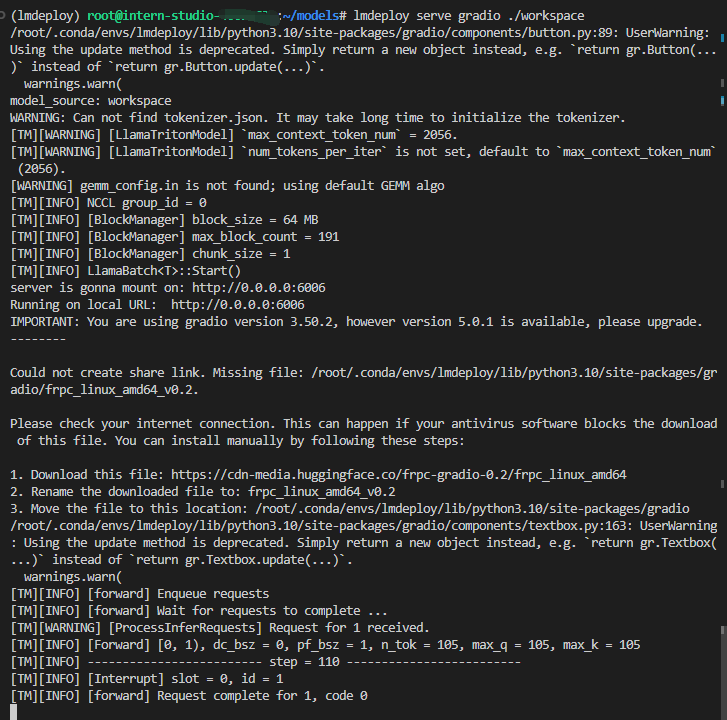 (lmdeploy) root@intern-studio- :~/models# lmdeploy serve gradio ./workspace
/root/.conda/envs/lmdeploy/lib/python3.10/site-packages/gradio/components/button.py:89: UserWarning:
Using the update method is deprecated. Simply return a new object instead, e.g. `return gr.Button(...
)` instead of `return gr.Button.update(...)`.
  warnings.warn(
model_source: workspace
WARNING: Can not find tokenizer.json. It may take long time to initialize the tokenizer.
[TM][WARNING] [LlamaTritonModel] `max_context_token_num` = 2056.
[TM][WARNING] [LlamaTritonModel] `num_tokens_per_iter` is not set, default to `max_context_token_num`
 (2056).
[WARNING] gemm_config.in is not found; using default GEMM algo
[TM][INFO] NCCL group_id = 0
[TM][INFO] [BlockManager] block_size = 64 MB
[TM][INFO] [BlockManager] max_block_count = 191
[TM][INFO] [BlockManager] chunk_size = 1
[TM][INFO] LlamaBatch<T>::Start()
server is gonna mount on: http://0.0.0.0:6006
Running on local URL:  http://0.0.0.0:6006
IMPORTANT: You are using gradio version 3.50.2, however version 5.0.1 is available, please upgrade.
--------
Could not create share link. Missing file: /root/.conda/envs/lmdeploy/lib/python3.10/site-packages/gr
adio/frpc_linux_amd64_v0.2.
Please check your internet connection. This can happen if your antivirus software blocks the download
 of this file. You can install manually by following these steps:
1. Download this file: https://cdn-media.huggingface.co/frpc-gradio-0.2/frpc_linux_amd64
2. Rename the downloaded file to: frpc_linux_amd64_v0.2
3. Move the file to this location: /root/.conda/envs/lmdeploy/lib/python3.10/site-packages/gradio
/root/.conda/envs/lmdeploy/lib/python3.10/site-packages/gradio/components/textbox.py:163: UserWarning
: Using the update method is deprecated. Simply return a new object instead, e.g. `return gr.Textbox(
...)` instead of `return gr.Textbox.update(...)`.
  warnings.warn(
[TM][INFO] [forward] Enqueue requests
[TM][INFO] [forward] Wait for requests to complete ...
[TM][WARNING] [ProcessInferRequests] Request for 1 received.
[TM][INFO] [Forward] [0, 1), dc_bsz = 0, pf_bsz = 1, n_tok = 105, max_q = 105, max_k = 105
[TM][INFO] ------------------------- step = 110 -------------------------
[TM][INFO] [Interrupt] slot = 0, id = 1
[TM][INFO] [forward] Request complete for 1, code 0